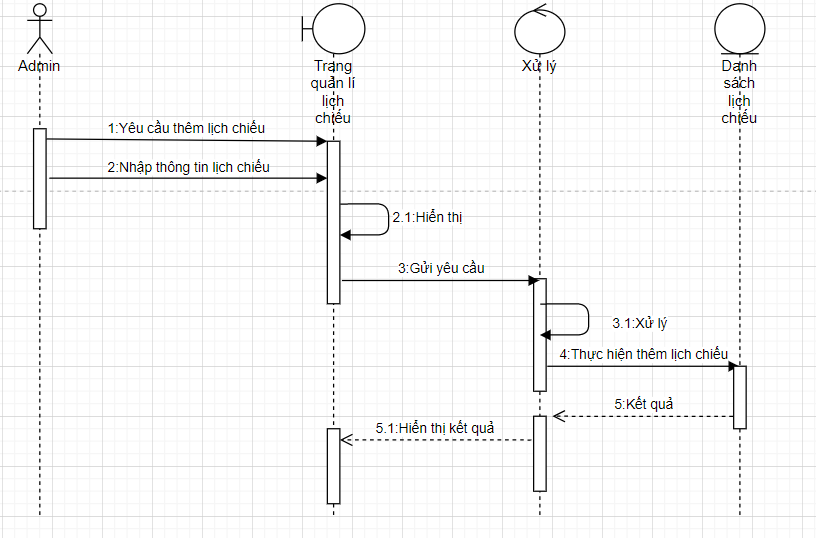 Admin
Trang
quản lí
lịch
chiếu
Xử lý
Danh
sách
lịch
chiếu
1:Yêu cầu thêm lịch chiếu
2:Nhập thông tin lịch chiếu
2.1:Hiển thị
3:Gửi yêu cầu
3.1:Xử lý
4:Thực hiện thêm lịch chiếu
5:Kết quả
5.1:Hiển thị kết quả